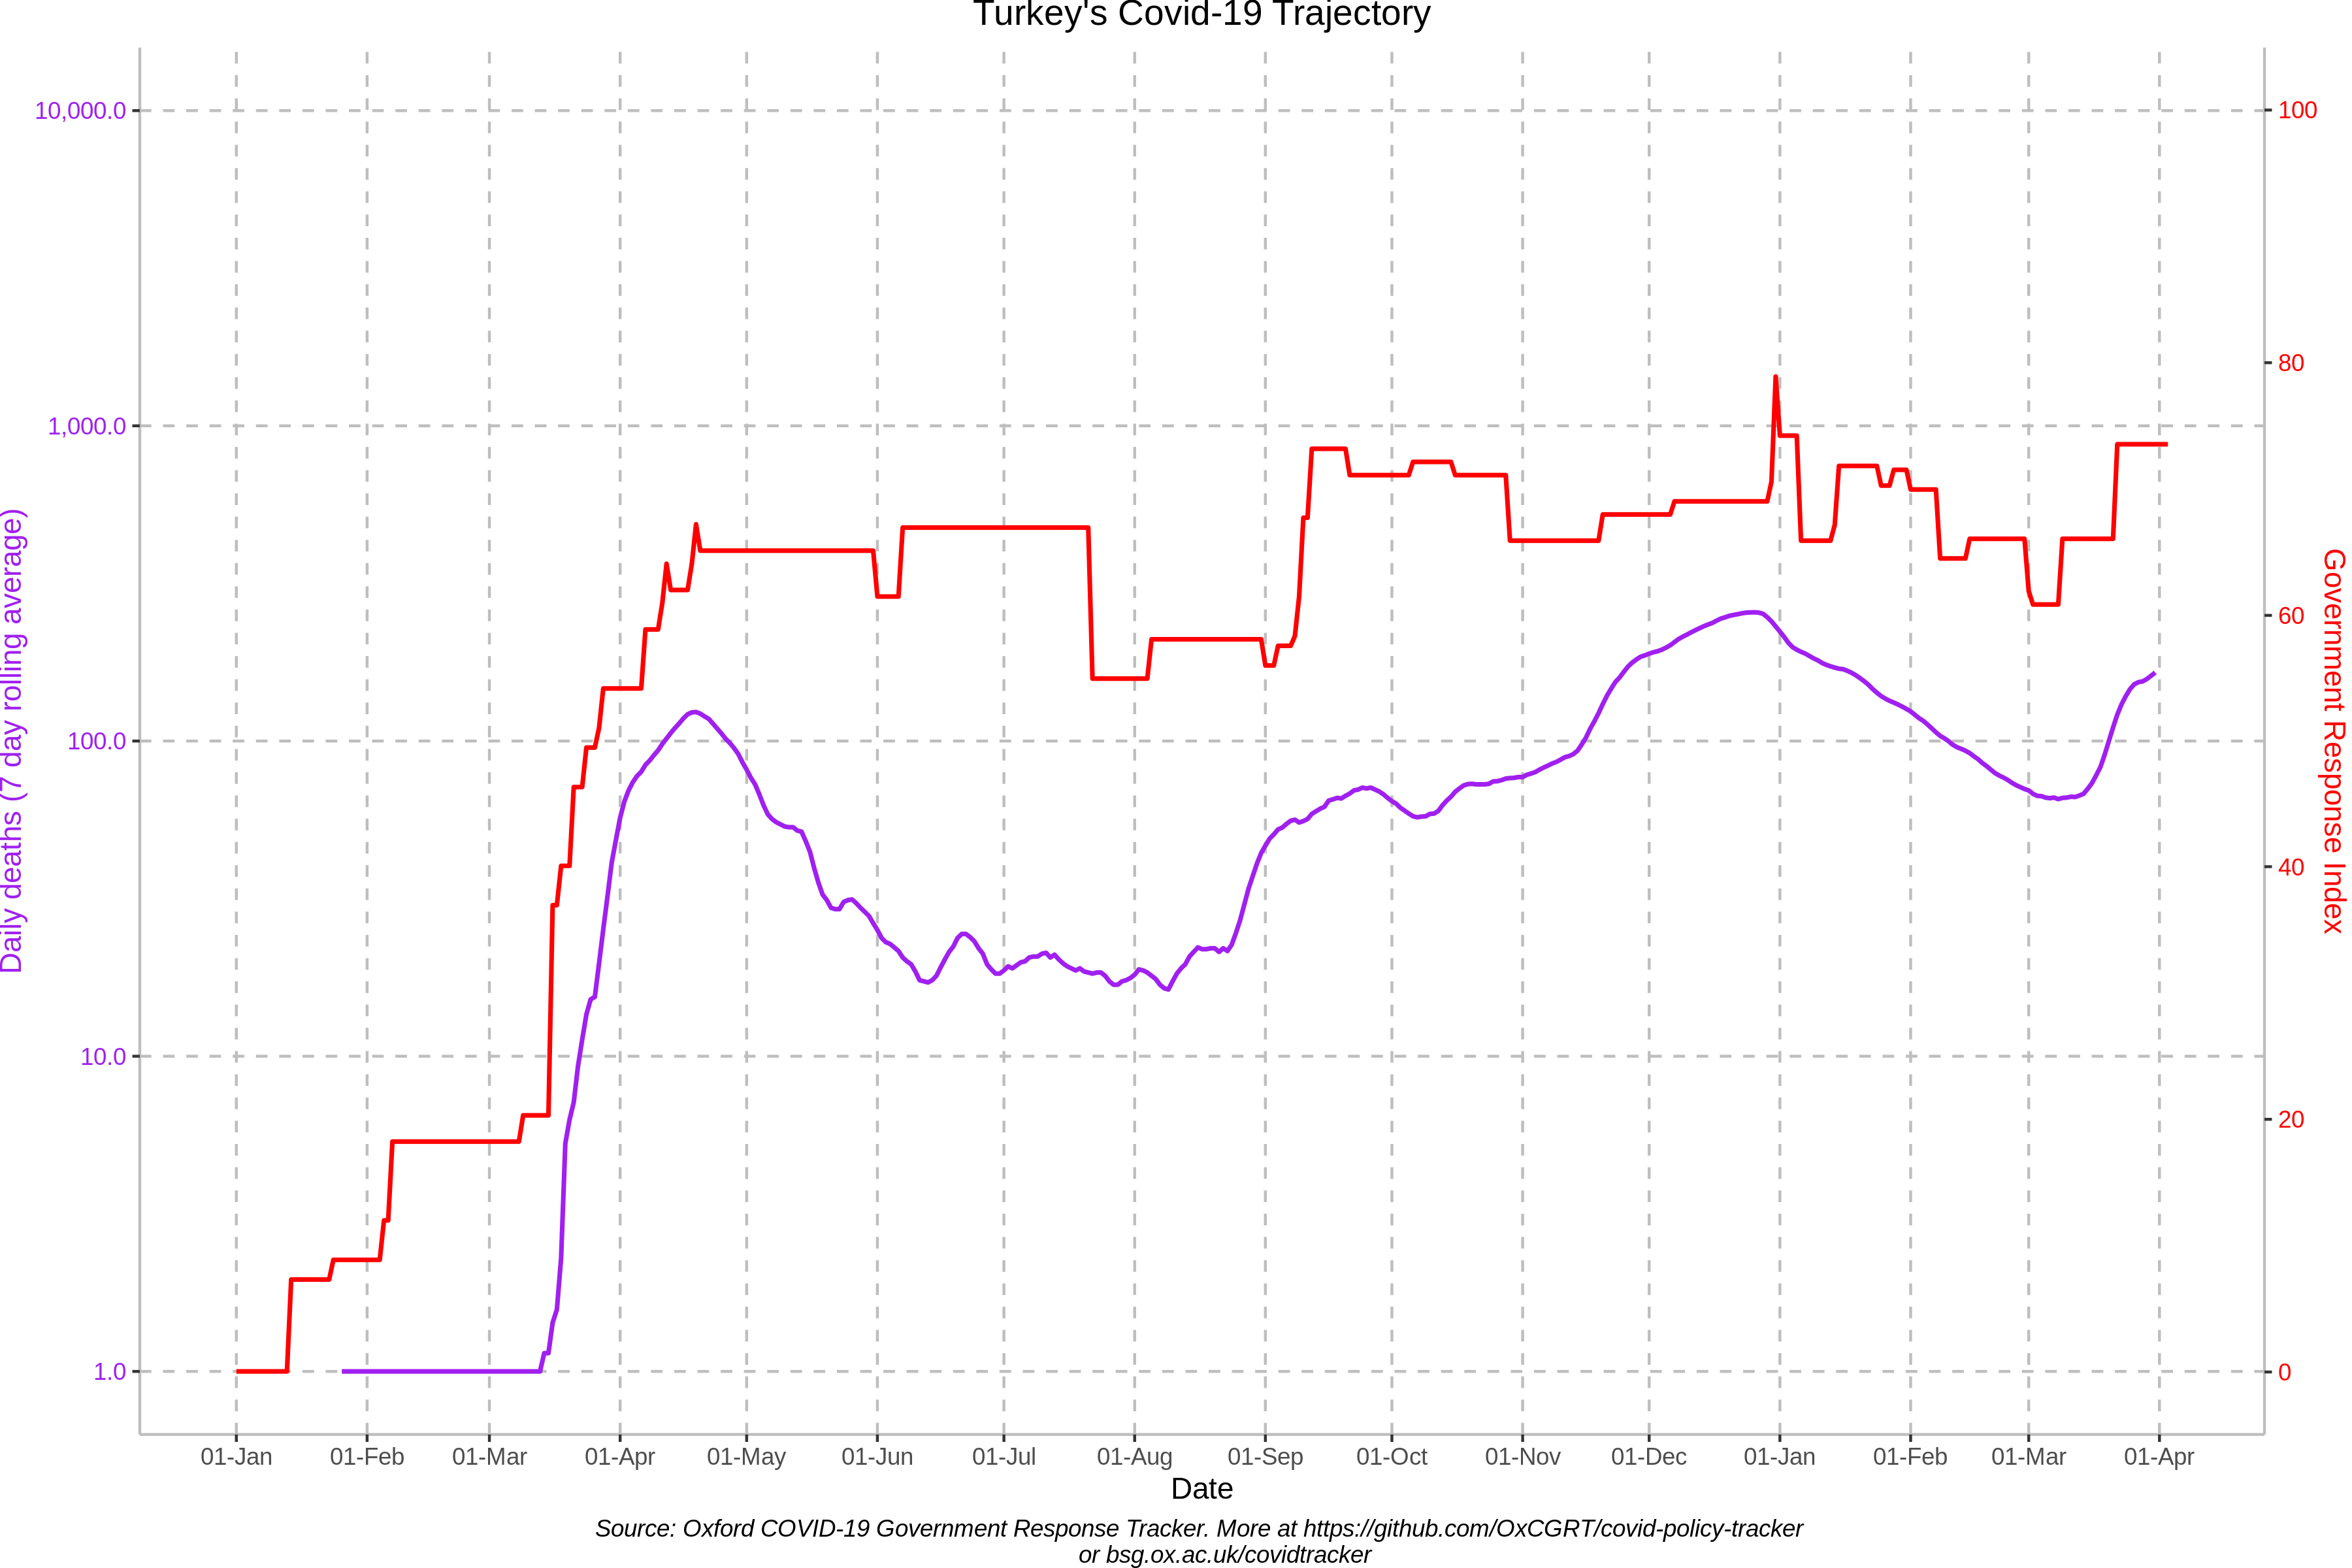 Turkey's Covid-19 Trajectory
Daily deaths (7 day rolling average)
10,000.0
1,000.0
100.0
10.0
1.0
100
80
60
40
20
0
Government Response Index
01-Jan 01-Feb 01-Mar 01-Apr 01-May 01-Jun 01-Jul 01-Aug 01-Sep 01-Oct 01-Nov 01-Dec 01-Jan 01-Feb 01-Mar 01-Apr
Date
Source: Oxford COVID-19 Government Response Tracker. More at https://github.com/OxCGRT/covid-policy-tracker
or bsg.ox.ac.uk/covidtracker